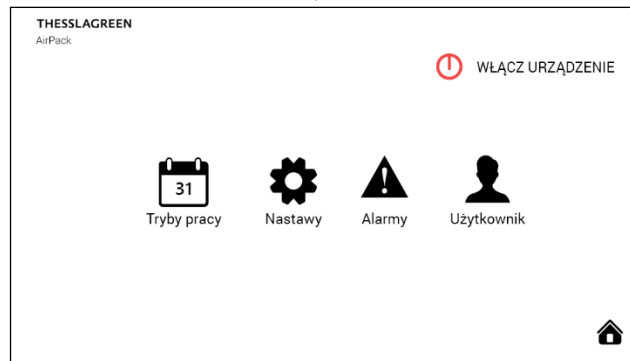 THESSLAGREEN
AirPack
WŁĄCZ URZĄDZENIE
31
Tryby pracy
Nastawy
Alarmy
Użytkownik